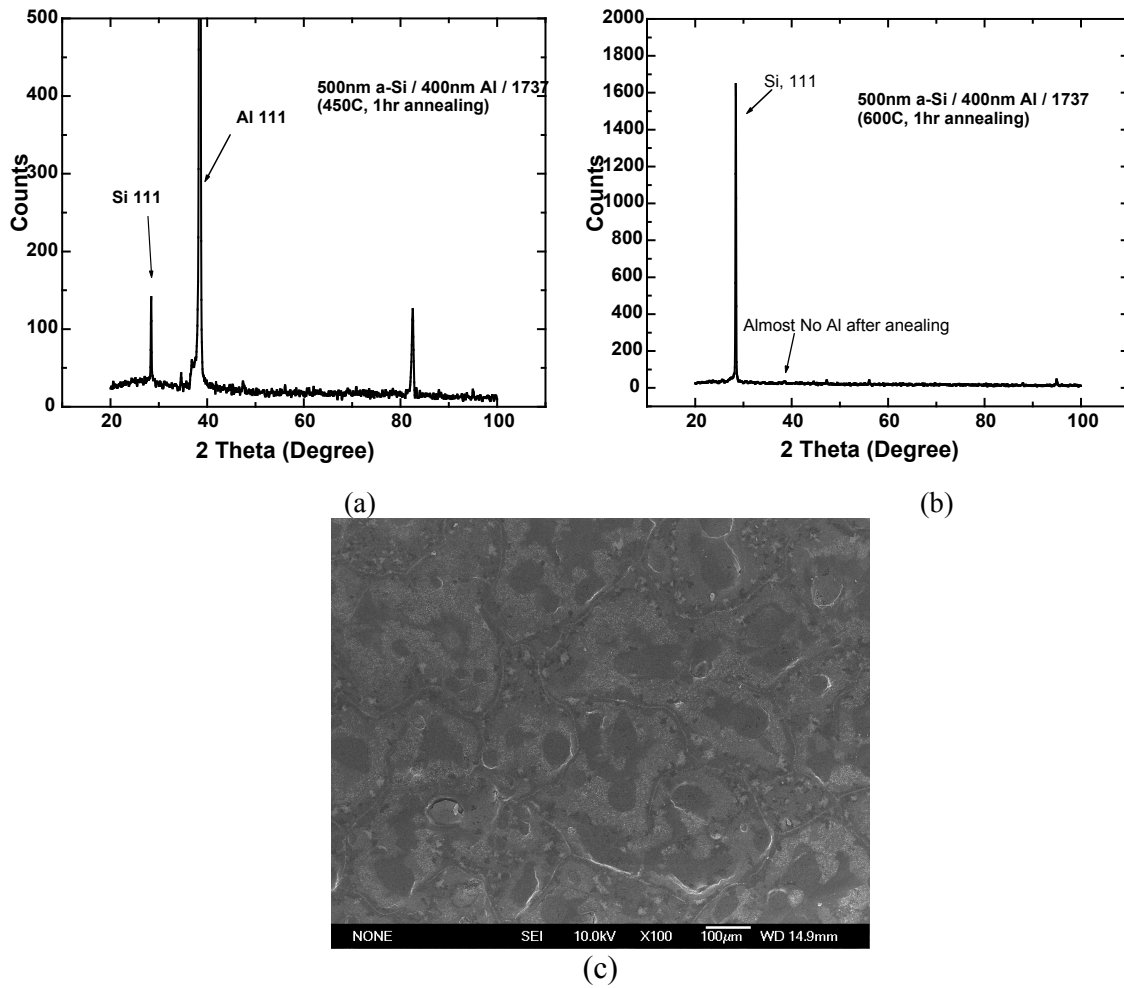 500
400
300
200
100
0
Counts
500nm a-Si / 400nm Al / 1737
(450C, 1hr annealing)
Al 111
Si 111
20
40
60
80
100
2 Theta (Degree)
(a)
2000
1800
1600
1400
1200
1000
800
600
400
200
0
Counts
Si, 111
500nm a-Si / 400nm Al / 1737
(600C, 1hr annealing)
Almost No Al after anealing
20
40
60
80
100
2 Theta (Degree)
(b)
NONE SEI 10.0kV X100 100μm WD 14.9mm
(c)